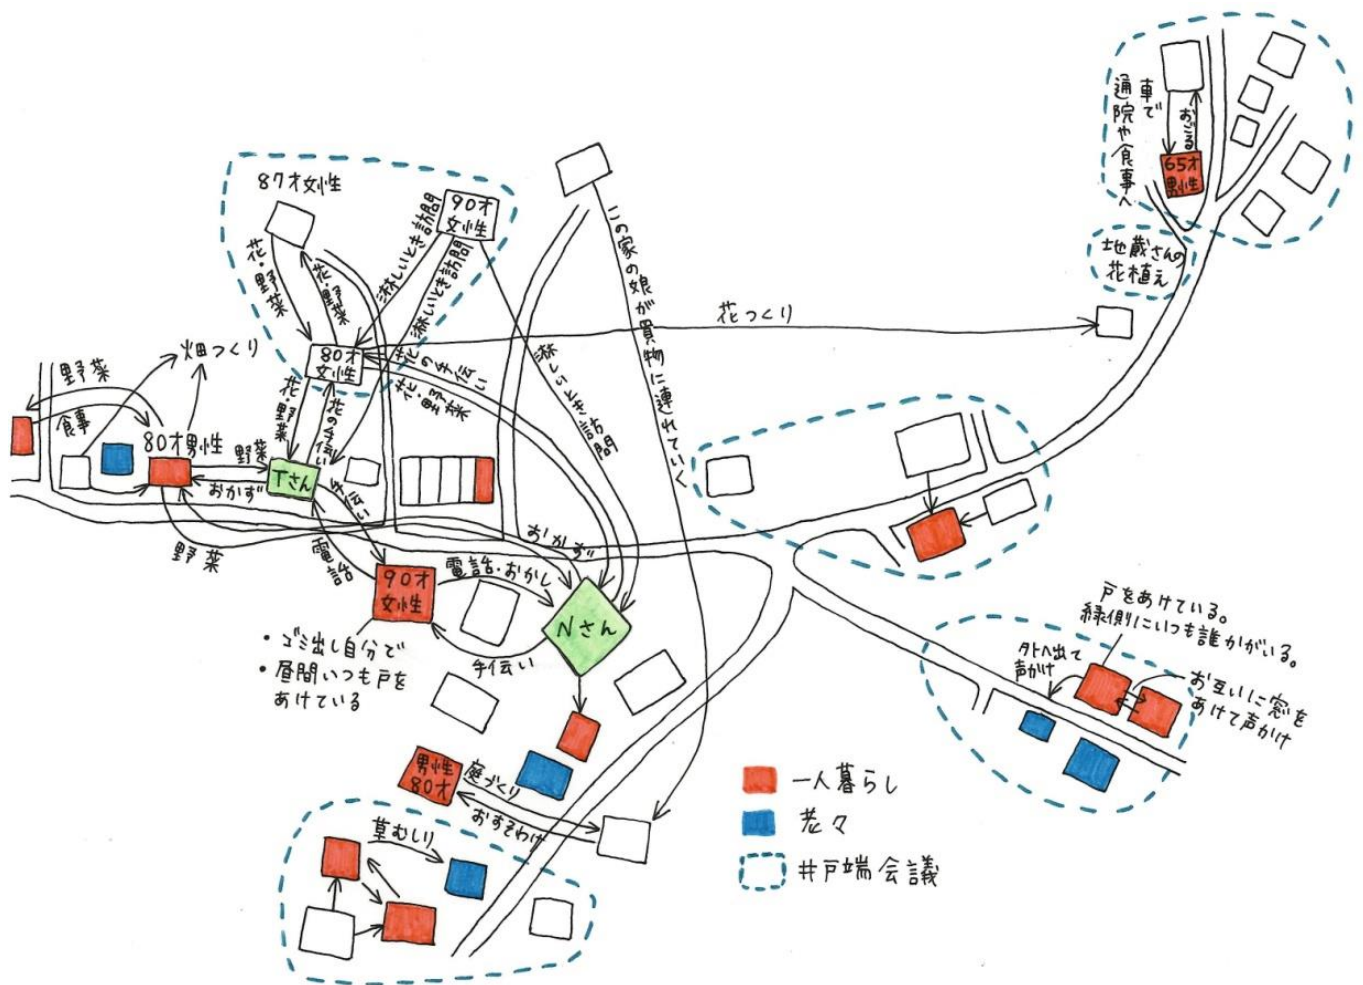 87才女性
90才
女性
淋しいとき訪問
淋しいとき訪問
淋しいとき訪問
花・野菜
花・野菜
80才
女性
花の手伝い
花・野菜
花・野菜
花の手伝い
この家の娘が買物に連れていく
花つくり
車で
通院や食事へ
おごる
65才
男性
地蔵さんの
花植え
畑つくり
野菜
食事
80才男性
野菜
おかず
Tさん
手伝い
電話
野菜
おかず
90才
女性
電話・おかし
Nさん
手伝い
・ゴミ出し自分で
・昼間いつも戸を
あけている
男性
80才
庭づくり
おすそわけ
草むしり
戸をあけている。
縁側にいつも誰かがいる。
外へ出て
声がけ
お互いに窓を
あけて声かけ
一人暮らし
老々
井戸端会議